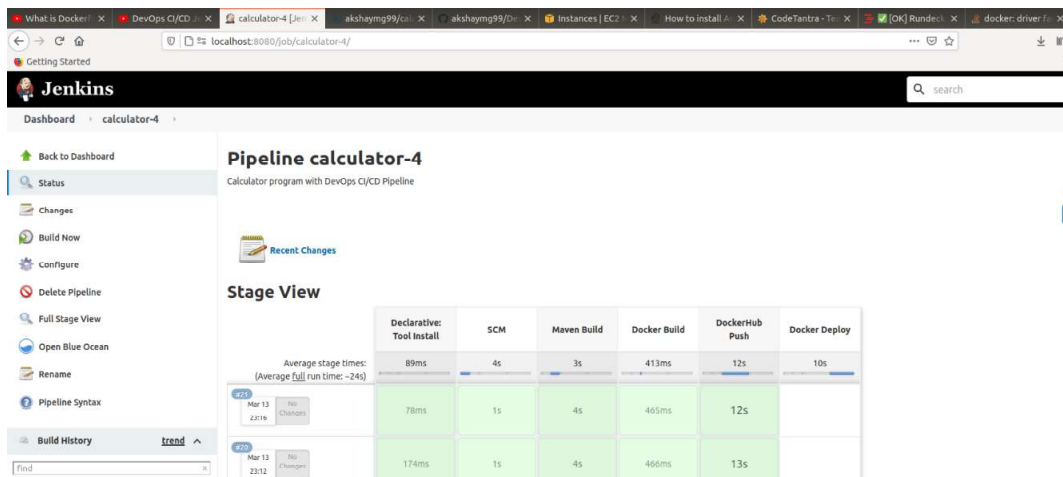 What is Docker
DevOps CI/CD
calculator-4 [Jen
akshaymg99/cal
akshaymg99/De
Instances | EC2
How to install
CodeTantra - Te
[OK] Rundeck
docker: driver fa
localhost:8080/job/calculator-4/
Getting Started
Jenkins
search
Dashboard
calculator-4
Back to Dashboard
Status
Changes
Build Now
Configure
Delete Pipeline
Full Stage View
Open Blue Ocean
Rename
Pipeline Syntax
Build History
trend
find
Pipeline calculator-4
Calculator program with DevOps CI/CD Pipeline
Recent Changes
Stage View
Declarative:
Tool Install
SCM
Maven Build
Docker Build
DockerHub
Push
Docker Deploy
Average stage times:
(Average full run time: ~24s)
89ms
4s
3s
413ms
12s
10s
#21
Mar 13
23:16
No
Changes
78ms
1s
4s
465ms
12s
#20
Mar 13
23:12
No
Changes
174ms
1s
4s
466ms
13s